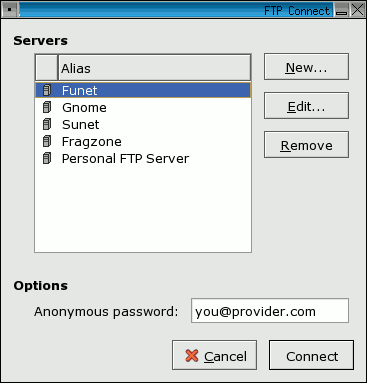 FTP Connect
Servers
Alias
Funet
Gnome
Sunet
Fragzone
Personal FTP Server
New...
Edit...
Remove
Options
Anonymous password: you@provider.com
Cancel Connect